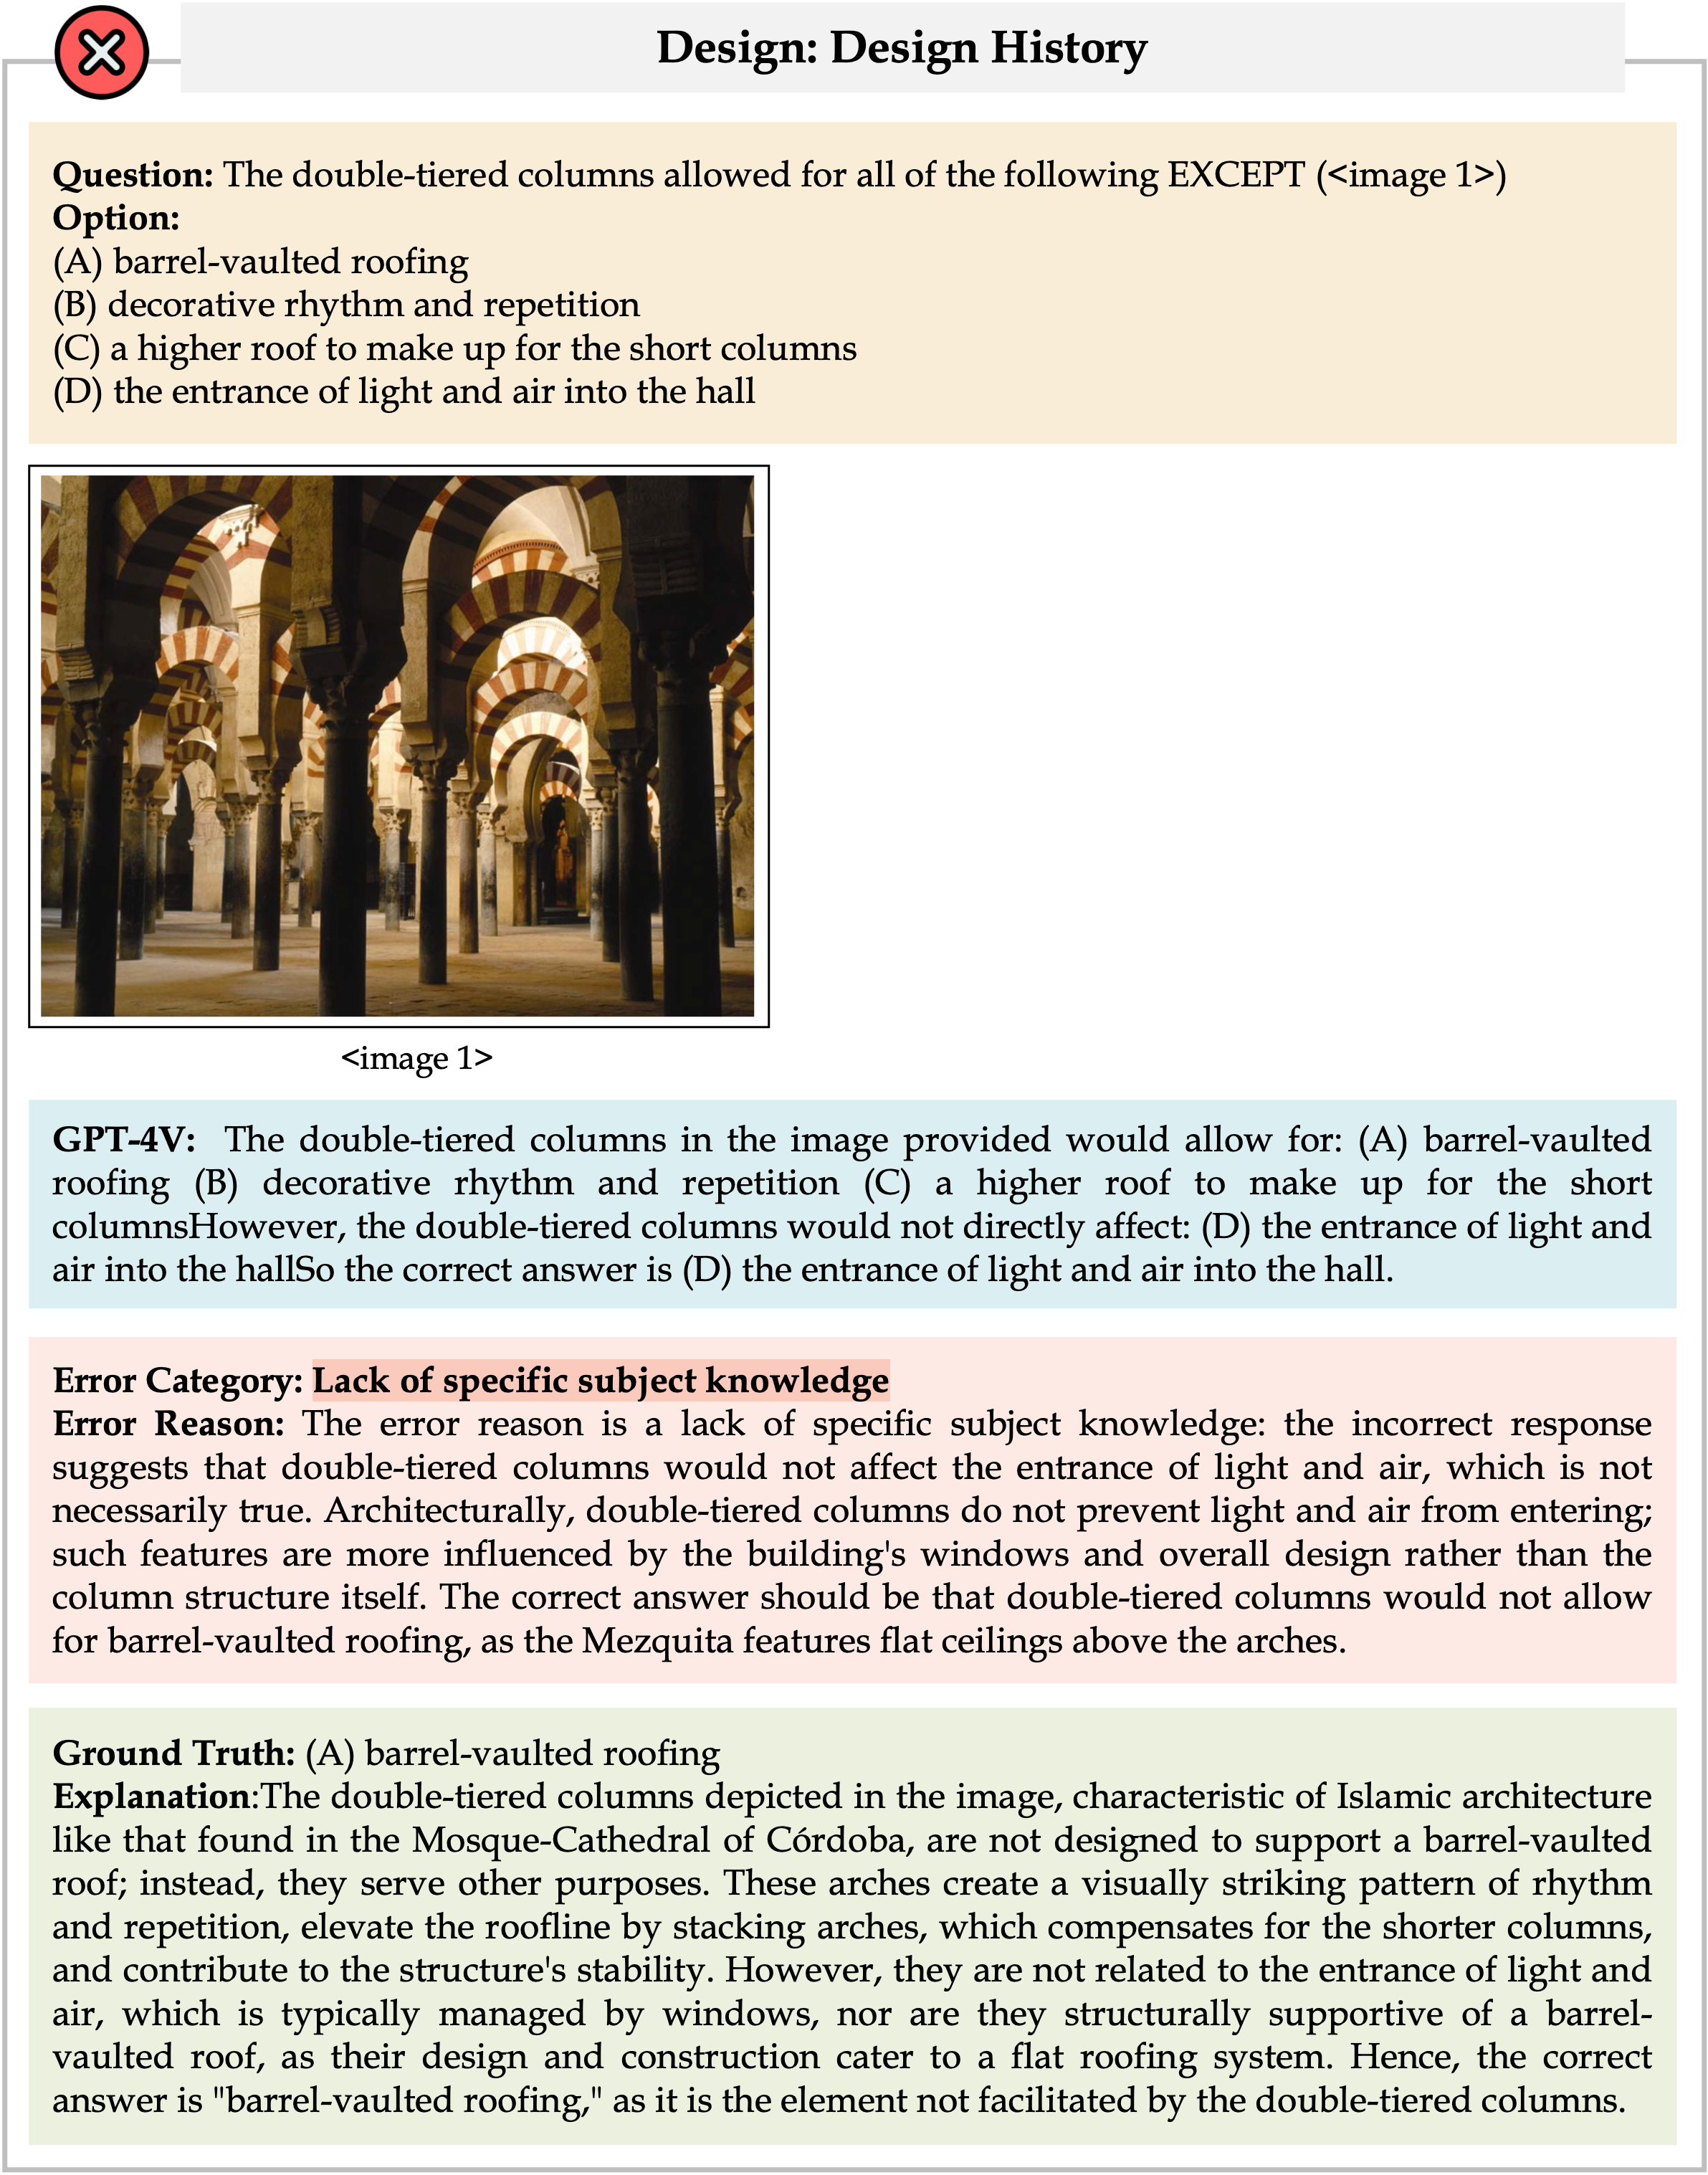 Design: Design History
Question: The double-tiered columns allowed for all of the following EXCEPT (<image 1>)
Option:
(A) barrel-vaulted roofing
(B) decorative rhythm and repetition
(C) a higher roof to make up for the short columns
(D) the entrance of light and air into the hall
<image 1>
GPT-4V: The double-tiered columns in the image provided would allow for: (A) barrel-vaulted
roofing (B) decorative rhythm and repetition (C) a higher roof to make up for the short
columnsHowever, the double-tiered columns would not directly affect: (D) the entrance of light and
air into the hallSo the correct answer is (D) the entrance of light and air into the hall.
Error Category: Lack of specific subject knowledge
Error Reason: The error reason is a lack of specific subject knowledge: the incorrect response
suggests that double-tiered columns would not affect the entrance of light and air, which is not
necessarily true. Architecturally, double-tiered columns do not prevent light and air from entering;
such features are more influenced by the building's windows and overall design rather than the
column structure itself. The correct answer should be that double-tiered columns would not allow
for barrel-vaulted roofing, as the Mezquita features flat ceilings above the arches.
Ground Truth: (A) barrel-vaulted roofing
Explanation:The double-tiered columns depicted in the image, characteristic of Islamic architecture
like that found in the Mosque-Cathedral of Córdoba, are not designed to support a barrel-vaulted
roof; instead, they serve other purposes. These arches create a visually striking pattern of rhythm
and repetition, elevate the roofline by stacking arches, which compensates for the shorter columns,
and contribute to the structure's stability. However, they are not related to the entrance of light and
air, which is typically managed by windows, nor are they structurally supportive of a barrel-
vaulted roof, as their design and construction cater to a flat roofing system. Hence, the correct
answer is "barrel-vaulted roofing," as it is the element not facilitated by the double-tiered columns.